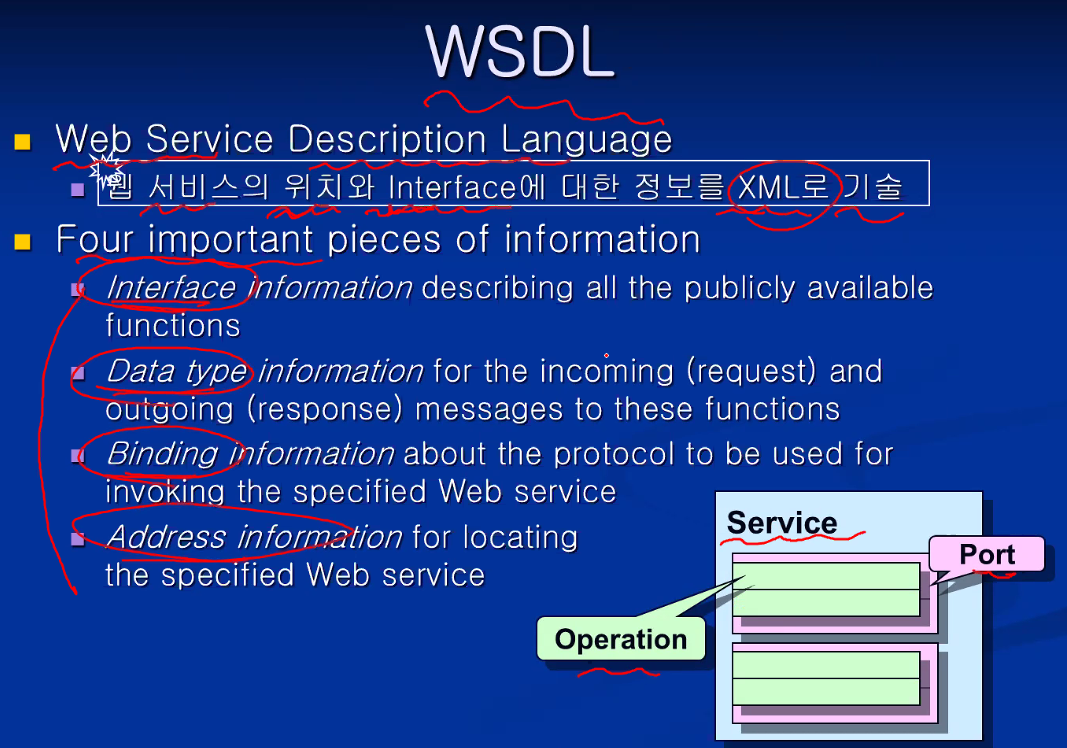 WSDL
Web Service Description Language
웹 서비스의 위치와 Interface에 대한 정보를 XML로 기술
Four important pieces of information
Interface information describing all the publicly available
functions
Data type information for the incoming (request) and
outgoing (response) messages to these functions
Binding information about the protocol to be used for
invoking the specified Web service
Address information for locating
the specified Web service
Service
Port
Operation